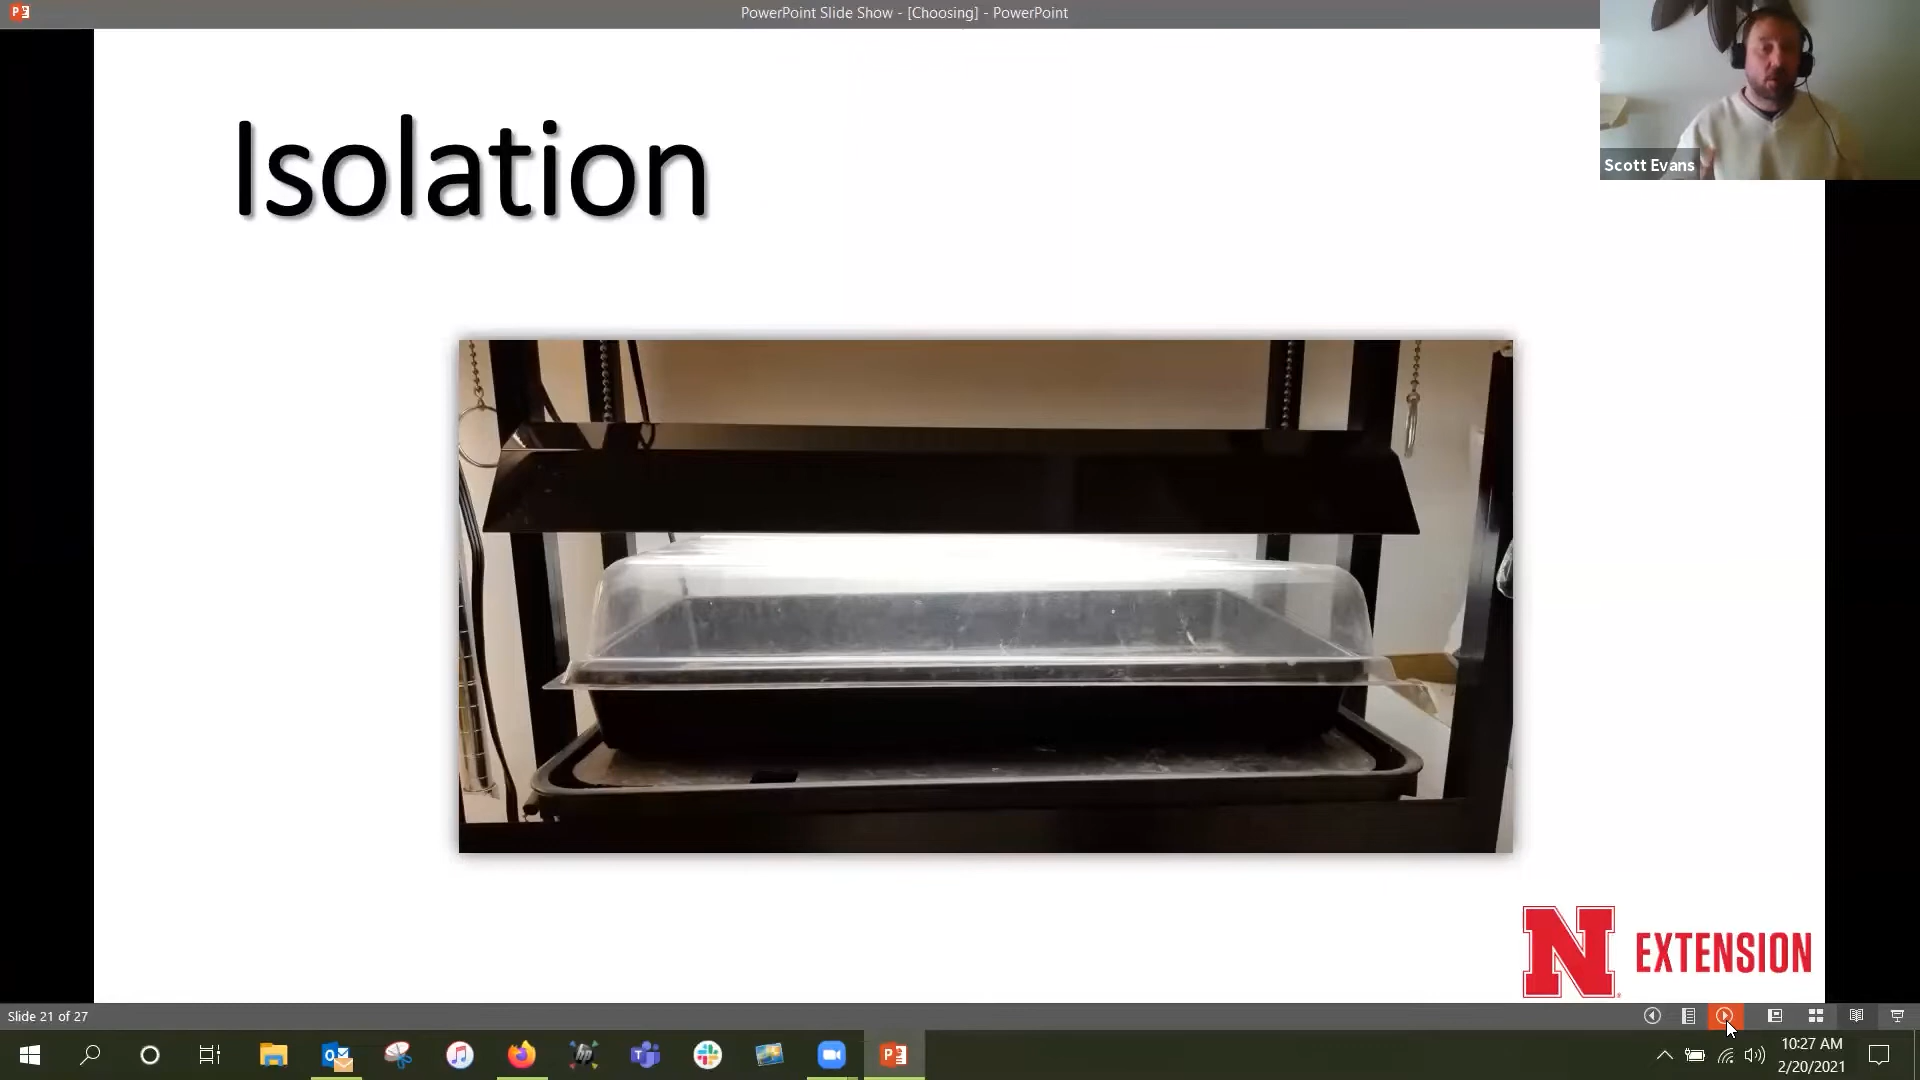 PowerPoint Slide Show - [Choosing] - PowerPoint
Scott Evans
Isolation
N EXTENSION
Slide 21 of 27
10:27 AM
2/20/2021